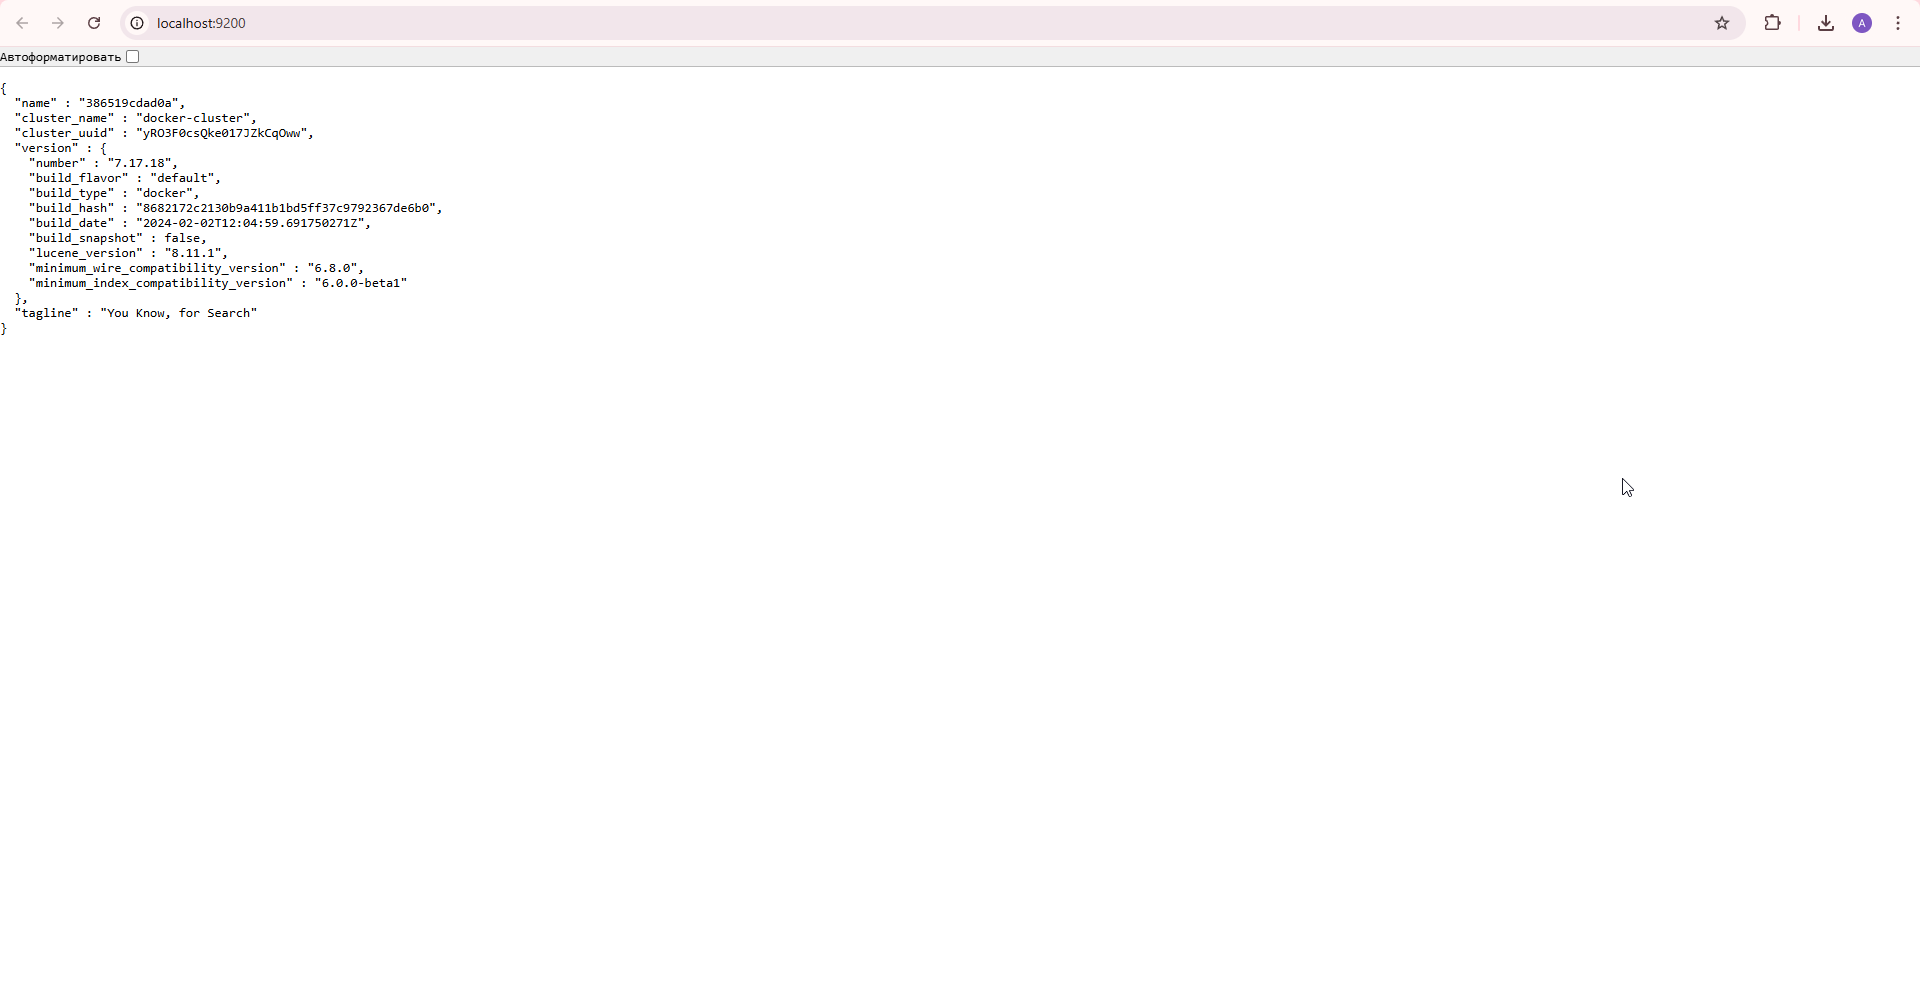 localhost:9200
A
Автоформатировать
{
  "name" : "386519cdad0a",
  "cluster_name" : "docker-cluster",
  "cluster_uuid" : "yRO3F0csQke017JZkCqOww",
  "version" : {
    "number" : "7.17.18",
    "build_flavor" : "default",
    "build_type" : "docker",
    "build_hash" : "8682172c2130b9a411b1bd5ff37c9792367de6b0",
    "build_date" : "2024-02-02T12:04:59.691750271Z",
    "build_snapshot" : false,
    "lucene_version" : "8.11.1",
    "minimum_wire_compatibility_version" : "6.8.0",
    "minimum_index_compatibility_version" : "6.0.0-beta1"
  },
  "tagline" : "You Know, for Search"
}